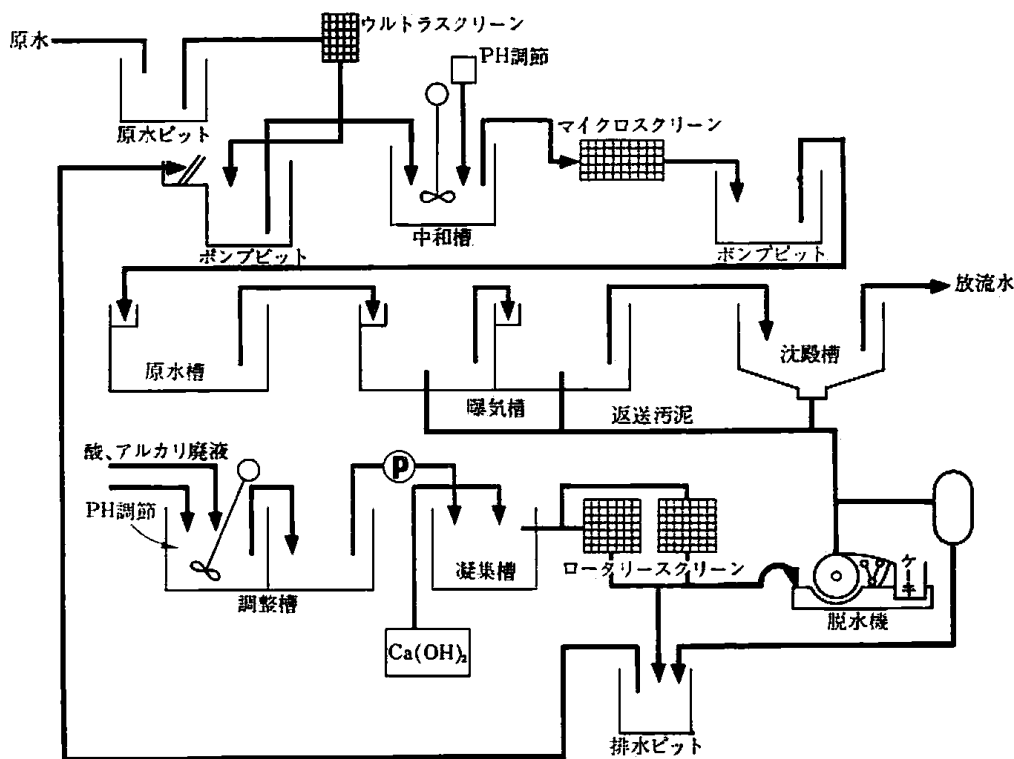 ウルトラスクリーン
原水
PH調節
原水ピット
マイクロスクリーン
中和槽
ポンプピット
ポンプピット
放流水
沈殿槽
原水槽
曝気槽
返送汚泥
酸、アルカリ廃液
P
PH調節
凝集槽
ロータリースクリーン
ケーキ
調整槽
脱水機
Ca(OH)₂
排水ピット